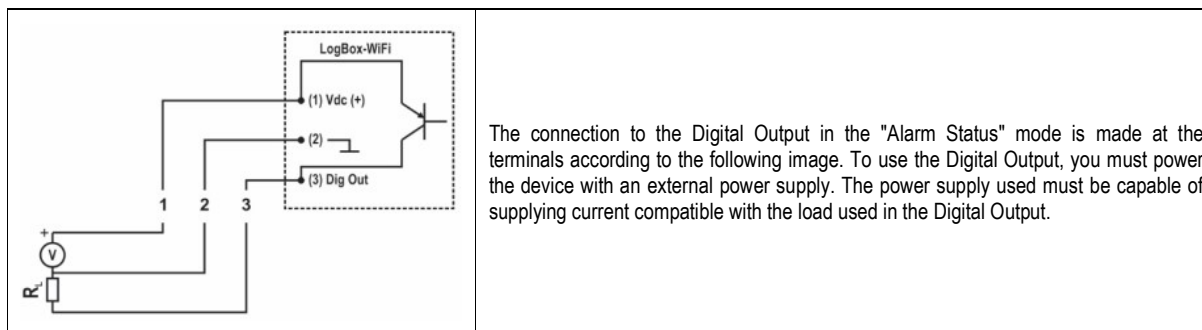 LogBox-WiFi
(1) Vdc (+)
(2)
(3) Dig Out
1 2 3
+
V
RL
The connection to the Digital Output in the "Alarm Status" mode is made at the
terminals according to the following image. To use the Digital Output, you must power
the device with an external power supply. The power supply used must be capable of
supplying current compatible with the load used in the Digital Output.